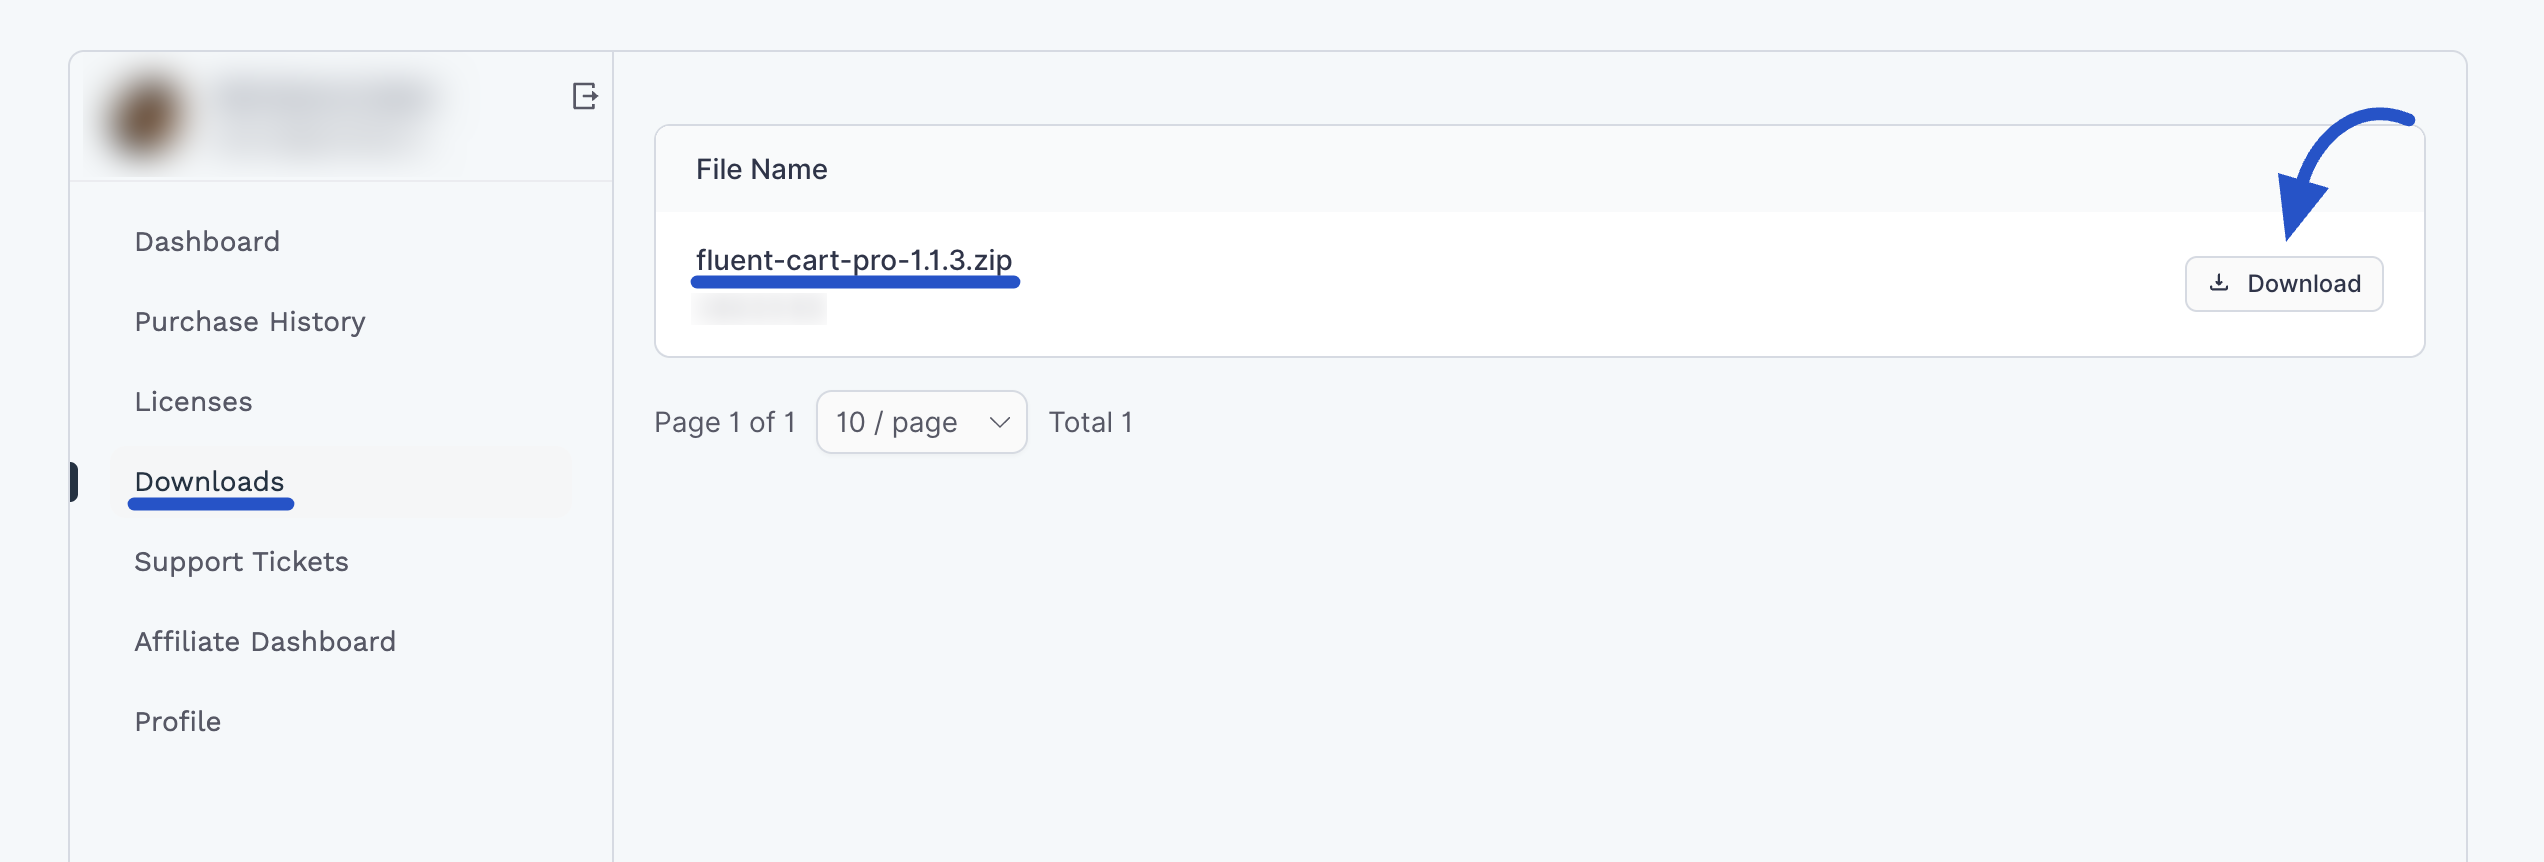 Dashboard
Purchase History
Licenses
Downloads
Support Tickets
Affiliate Dashboard
Profile
File Name
fluent-cart-pro-1.1.3.zip
Download
Page 1 of 1
10 / page
Total 1